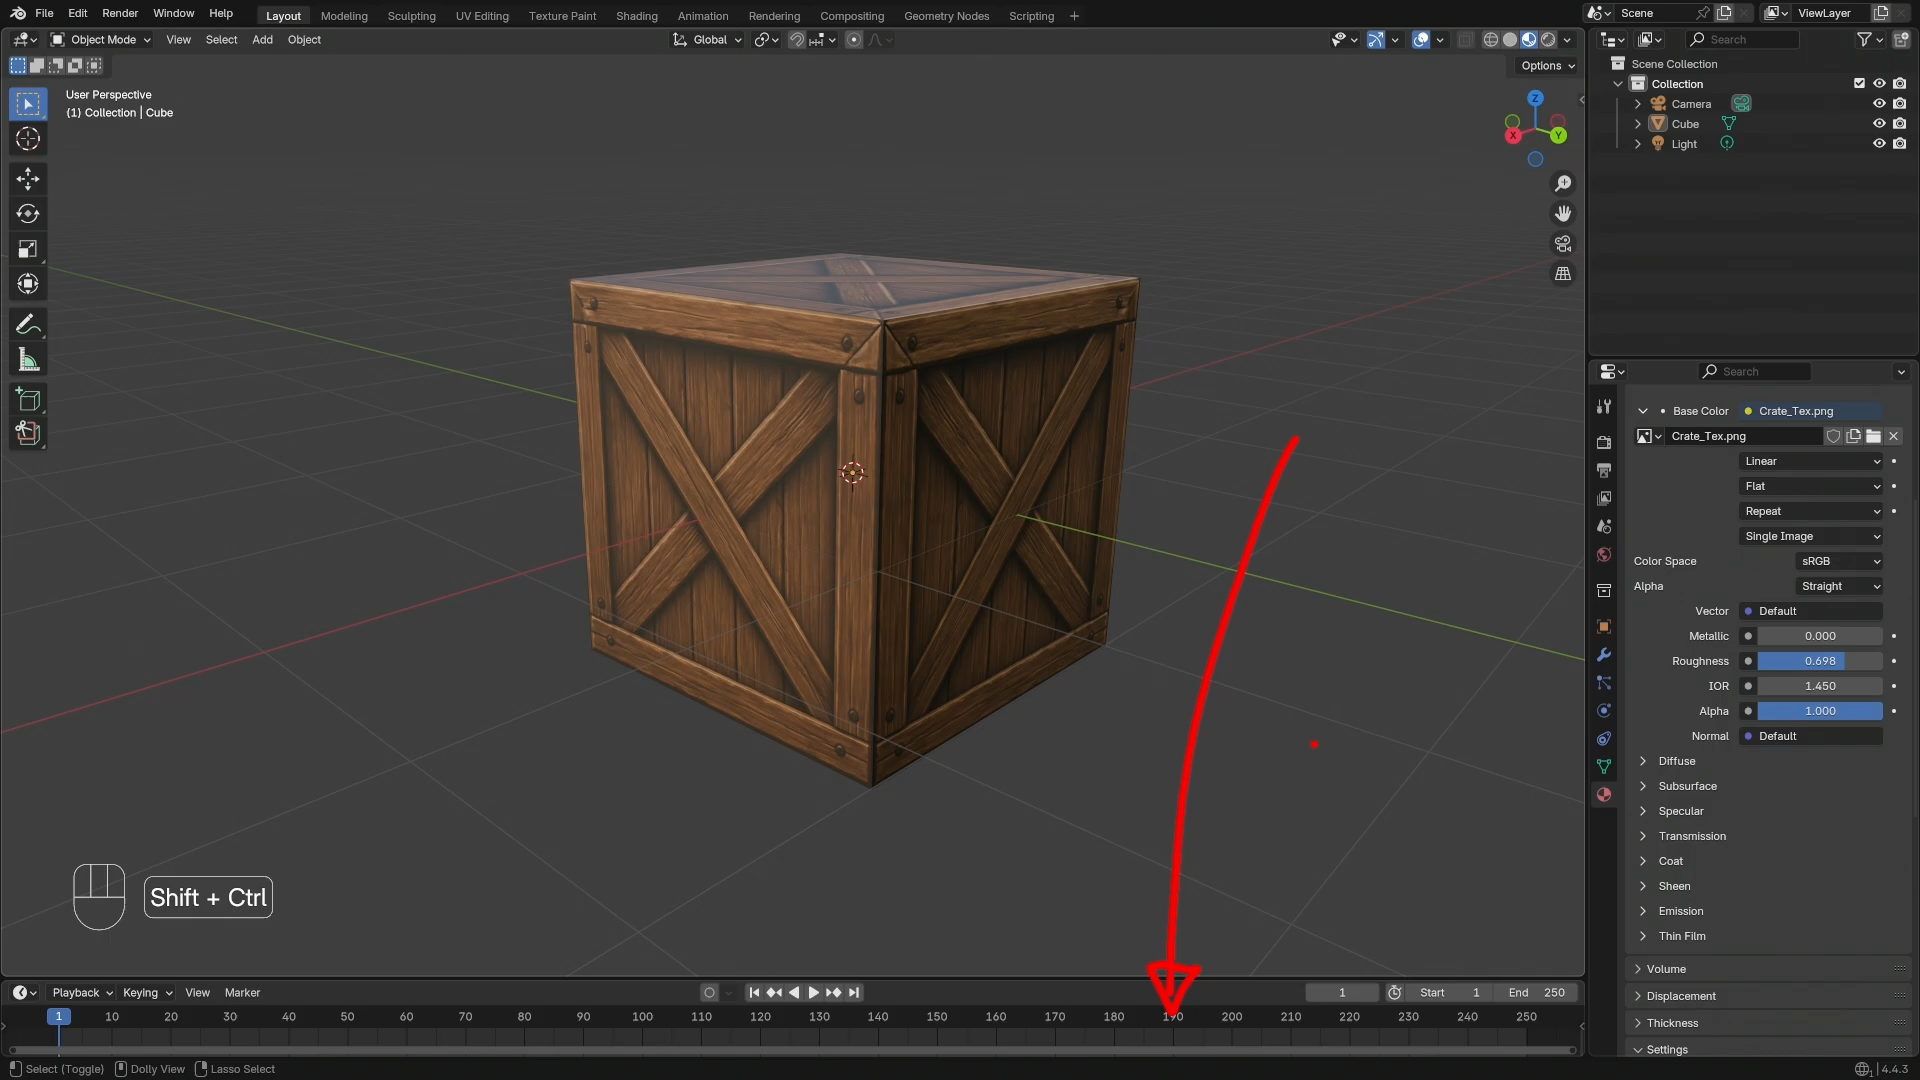 File Edit Render Window Help Layout Modeling Sculpting UV Editing Texture Paint Shading Animation Rendering Compositing Geometry Nodes Scripting + Scene ViewLayer
Object Mode View Select Add Object Global Search
Options
User Perspective
(1) Collection | Cube
Z
X Y
Scene Collection
Collection
Camera
Cube
Light
Search
Base Color Crate_Tex.png
Crate_Tex.png
Linear
Flat
Repeat
Single Image
Color Space sRGB
Alpha Straight
Vector Default
Metallic 0.000
Roughness 0.698
IOR 1.450
Alpha 1.000
Normal Default
Diffuse
Subsurface
Specular
Transmission
Coat
Sheen
Emission
Thin Film
Volume
Displacement
Thickness
Settings
Shift + Ctrl
Playback Keying View Marker 1 Start 1 End 250
1 10 20 30 40 50 60 70 80 90 100 110 120 130 140 150 160 170 180 190 200 210 220 230 240 250
Select (Toggle) Dolly View Lasso Select 4.4.3